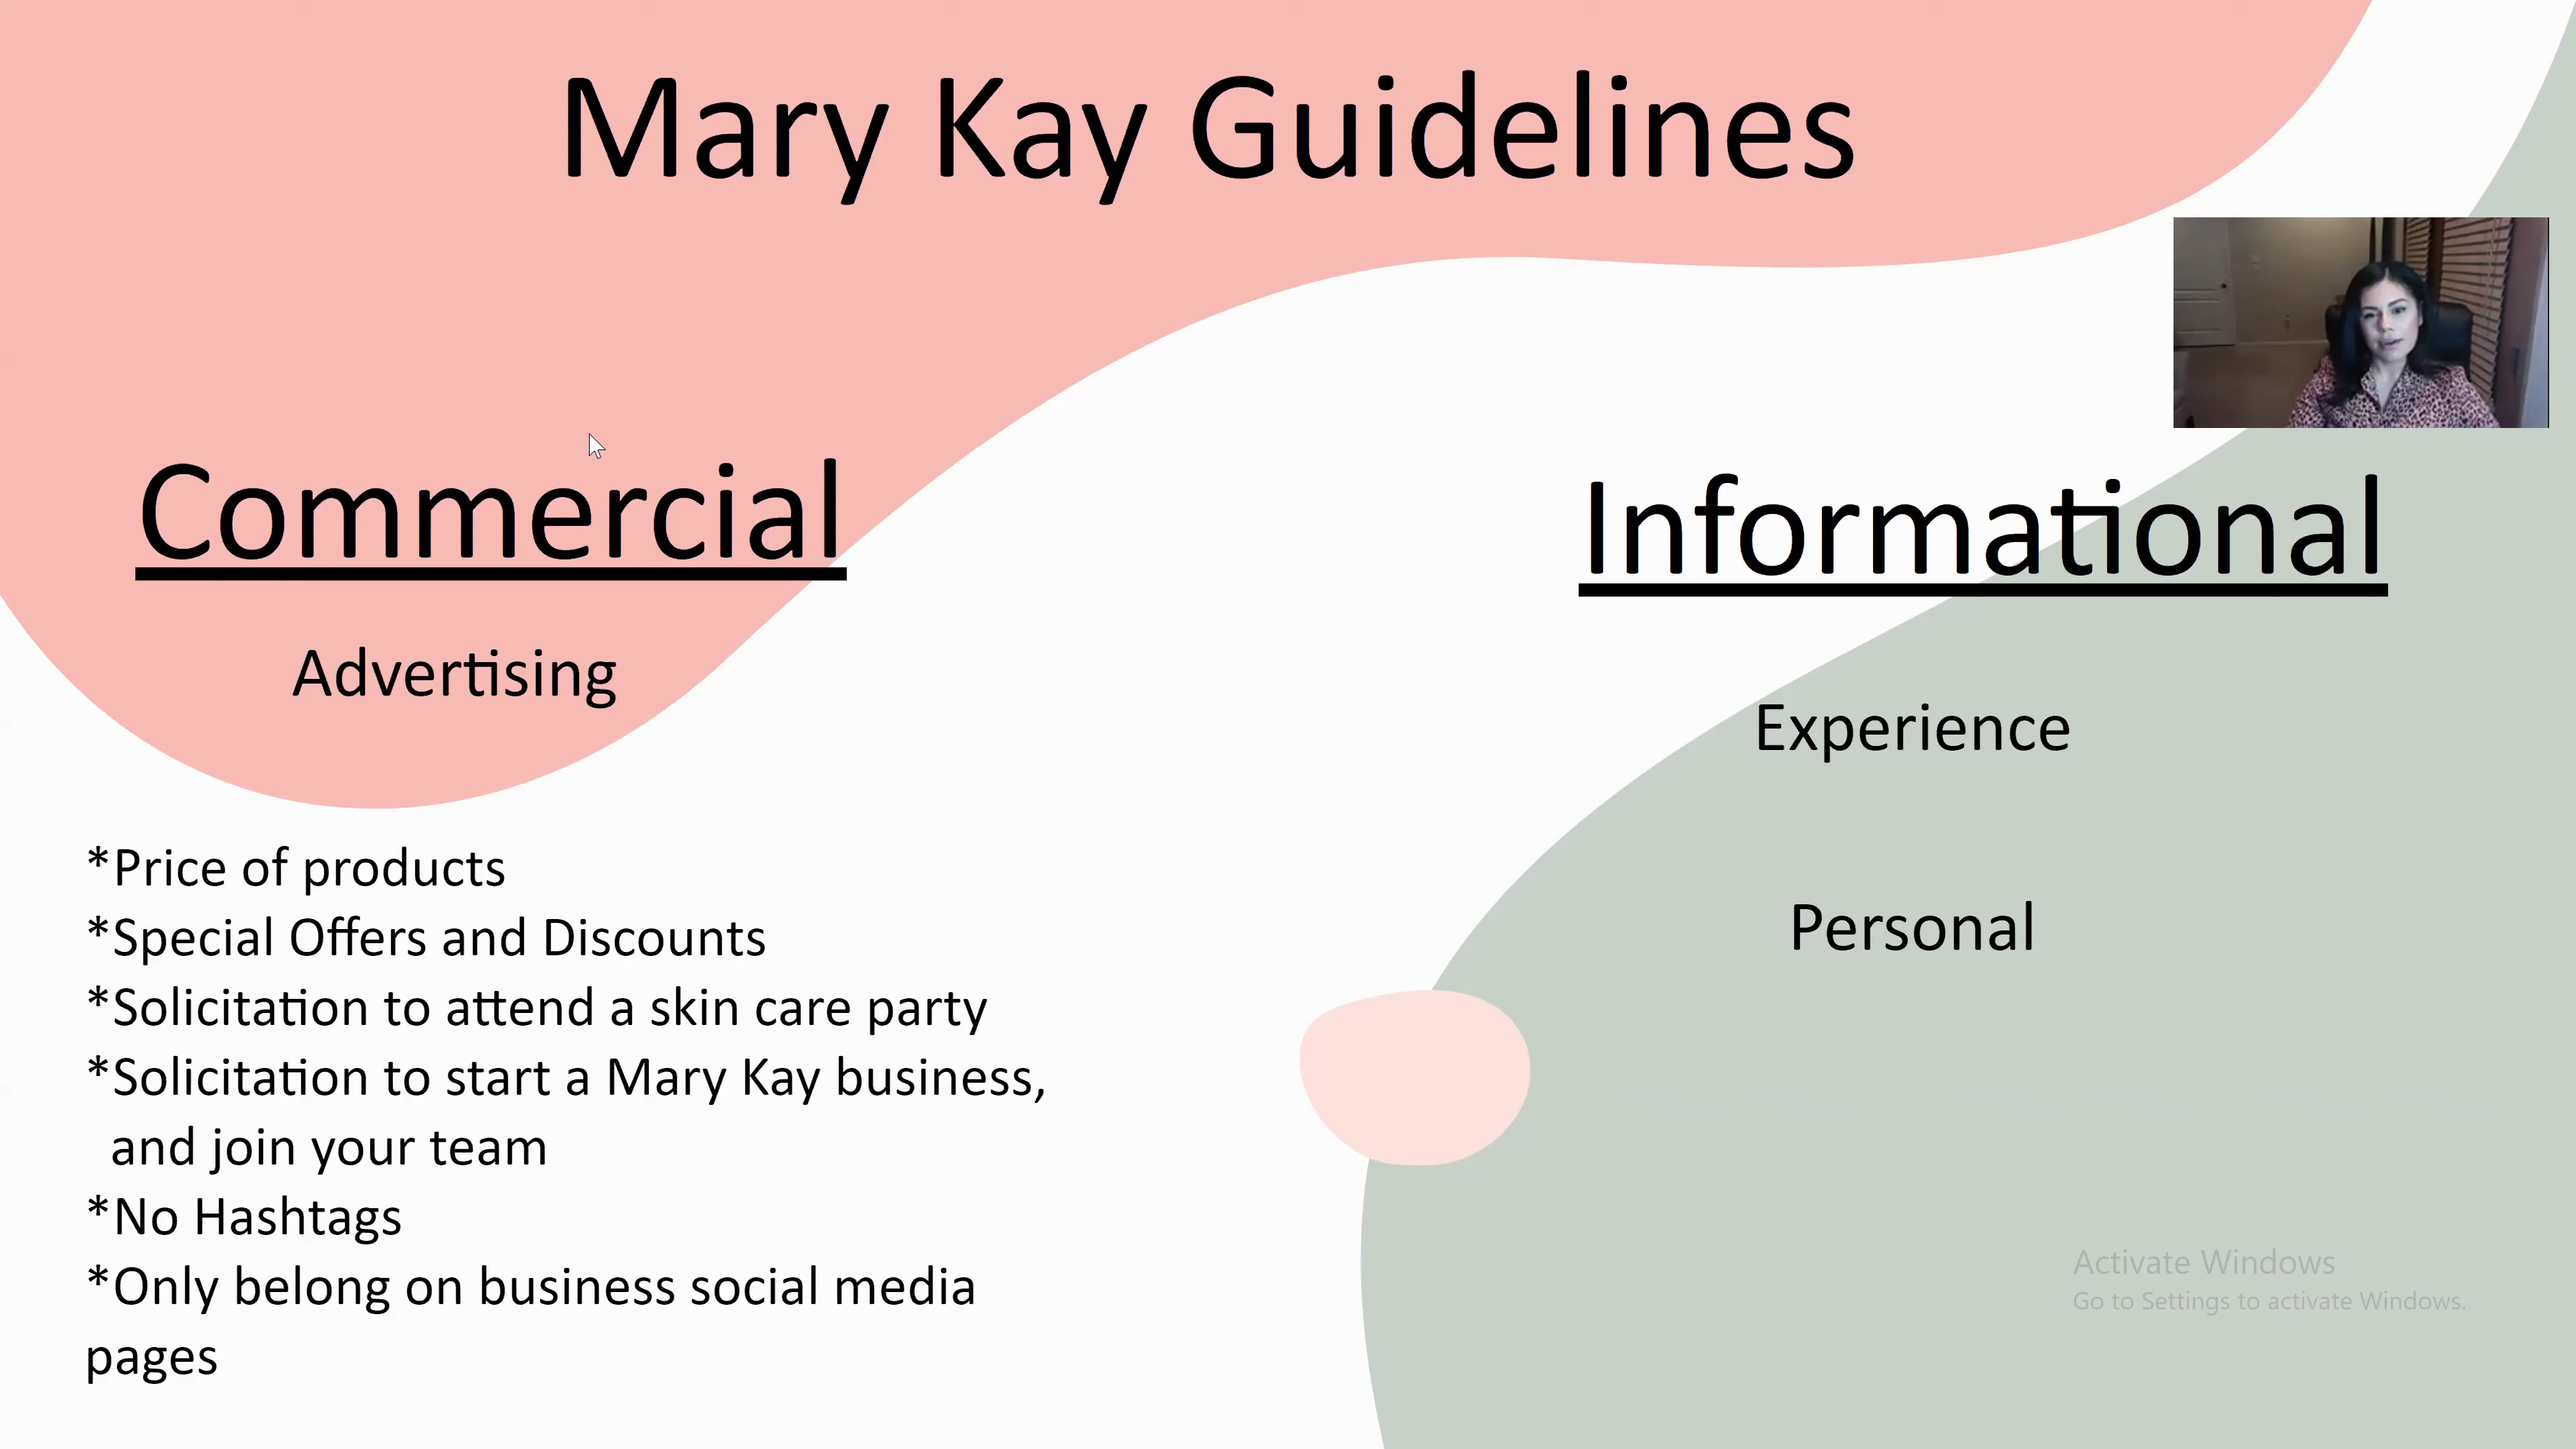 Mary Kay Guidelines
Commercial
Advertising
*Price of products
*Special Offers and Discounts
*Solicitation to attend a skin care party
*Solicitation to start a Mary Kay business,
and join your team
*No Hashtags
*Only belong on business social media
pages
Informational
Experience
Personal
Activate Windows
Go to Settings to activate Windows.